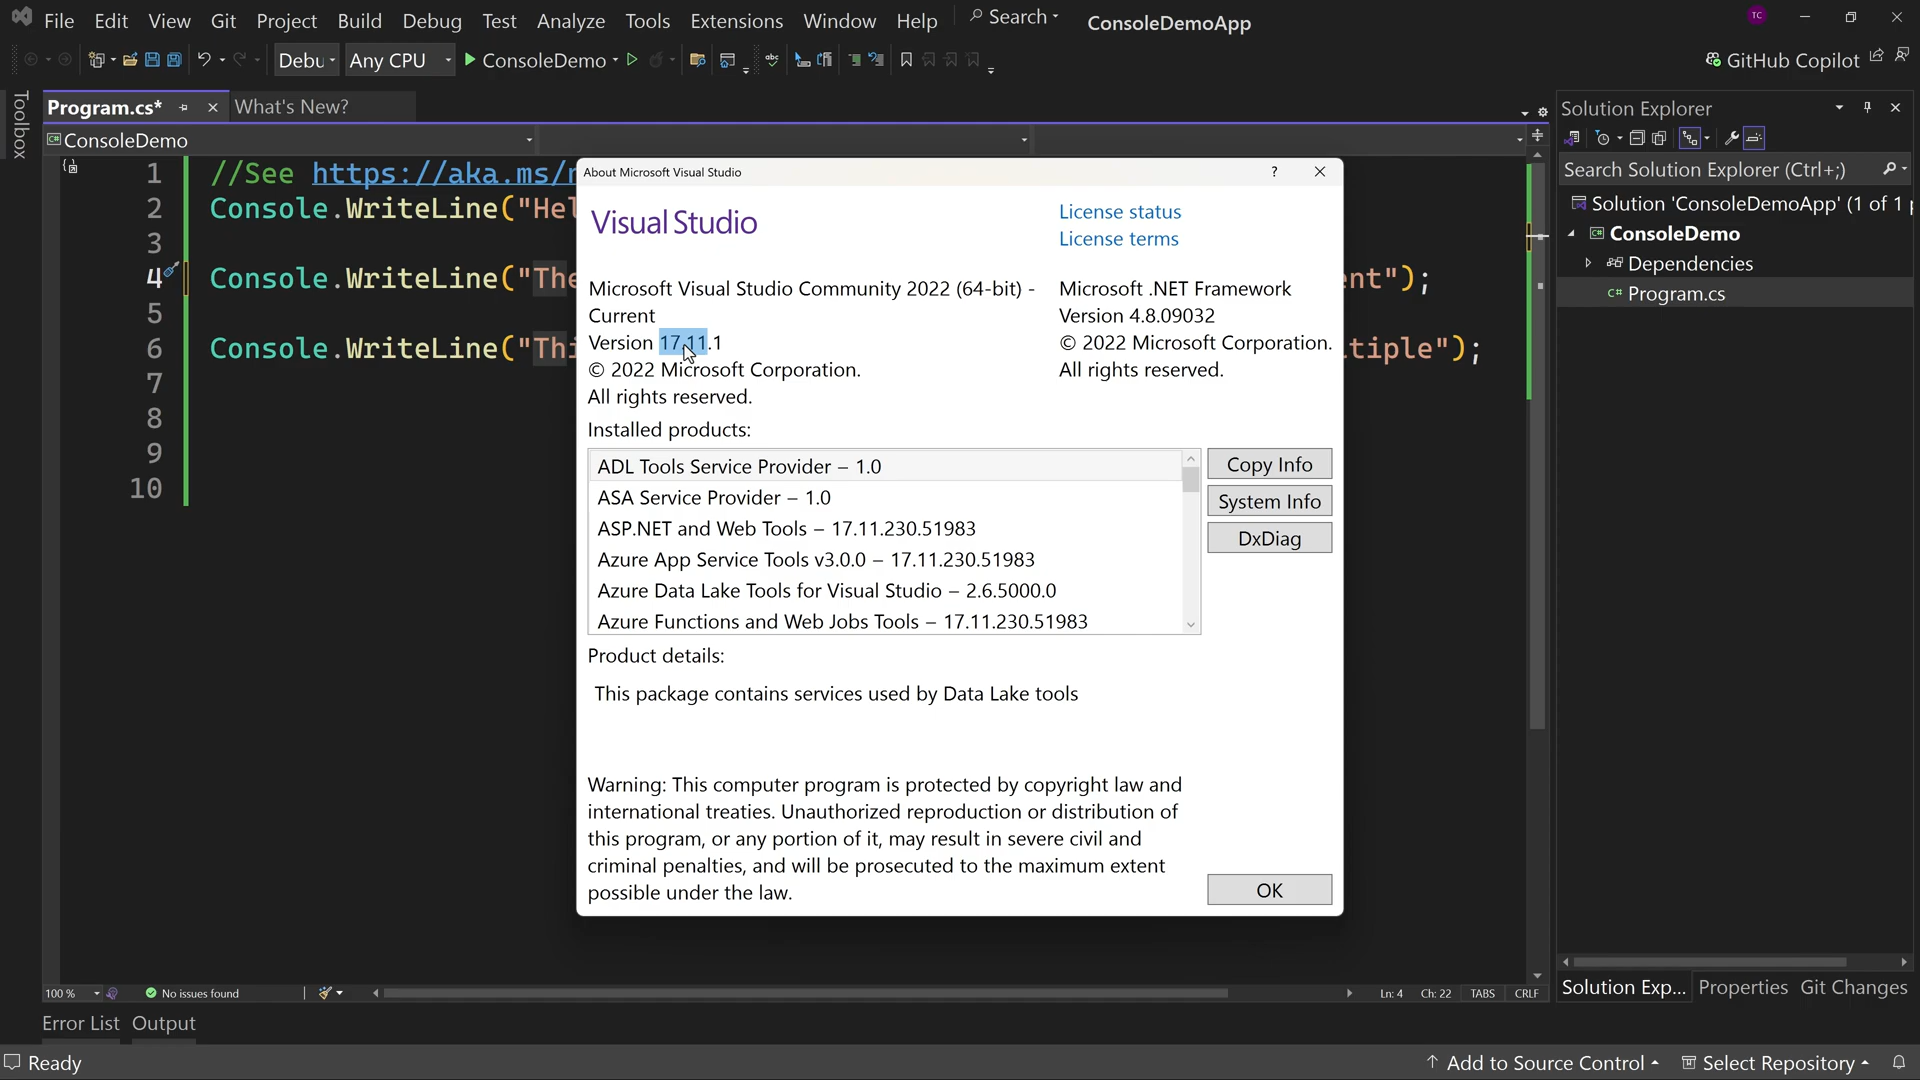 File Edit View Git Project Build Debug Test Analyze Tools Extensions Window Help Search ConsoleDemoApp TC
Debu Any CPU ConsoleDemo GitHub Copilot
Toolbox
Program.cs* What's New?
ConsoleDemo
1 //See https://aka.ms/
2 Console.WriteLine("Hel
3
4 Console.WriteLine("The ent");
5
6 Console.WriteLine("Thi tiple");
7
8
9
10
About Microsoft Visual Studio ?
Visual Studio
License status
License terms
Microsoft Visual Studio Community 2022 (64-bit) -
Current
Version 17.11.1
© 2022 Microsoft Corporation.
All rights reserved.
Microsoft .NET Framework
Version 4.8.09032
© 2022 Microsoft Corporation.
All rights reserved.
Installed products:
ADL Tools Service Provider – 1.0
ASA Service Provider – 1.0
ASP.NET and Web Tools – 17.11.230.51983
Azure App Service Tools v3.0.0 – 17.11.230.51983
Azure Data Lake Tools for Visual Studio – 2.6.5000.0
Azure Functions and Web Jobs Tools – 17.11.230.51983
Copy Info
System Info
DxDiag
Product details:
This package contains services used by Data Lake tools
Warning: This computer program is protected by copyright law and
international treaties. Unauthorized reproduction or distribution of
this program, or any portion of it, may result in severe civil and
criminal penalties, and will be prosecuted to the maximum extent
possible under the law.
OK
Solution Explorer
Search Solution Explorer (Ctrl+;)
Solution 'ConsoleDemoApp' (1 of 1 p
ConsoleDemo
Dependencies
C# Program.cs
Solution Exp... Properties Git Changes
100 % No issues found Ln: 4 Ch: 22 TABS CRLF
Error List Output
Ready Add to Source Control Select Repository